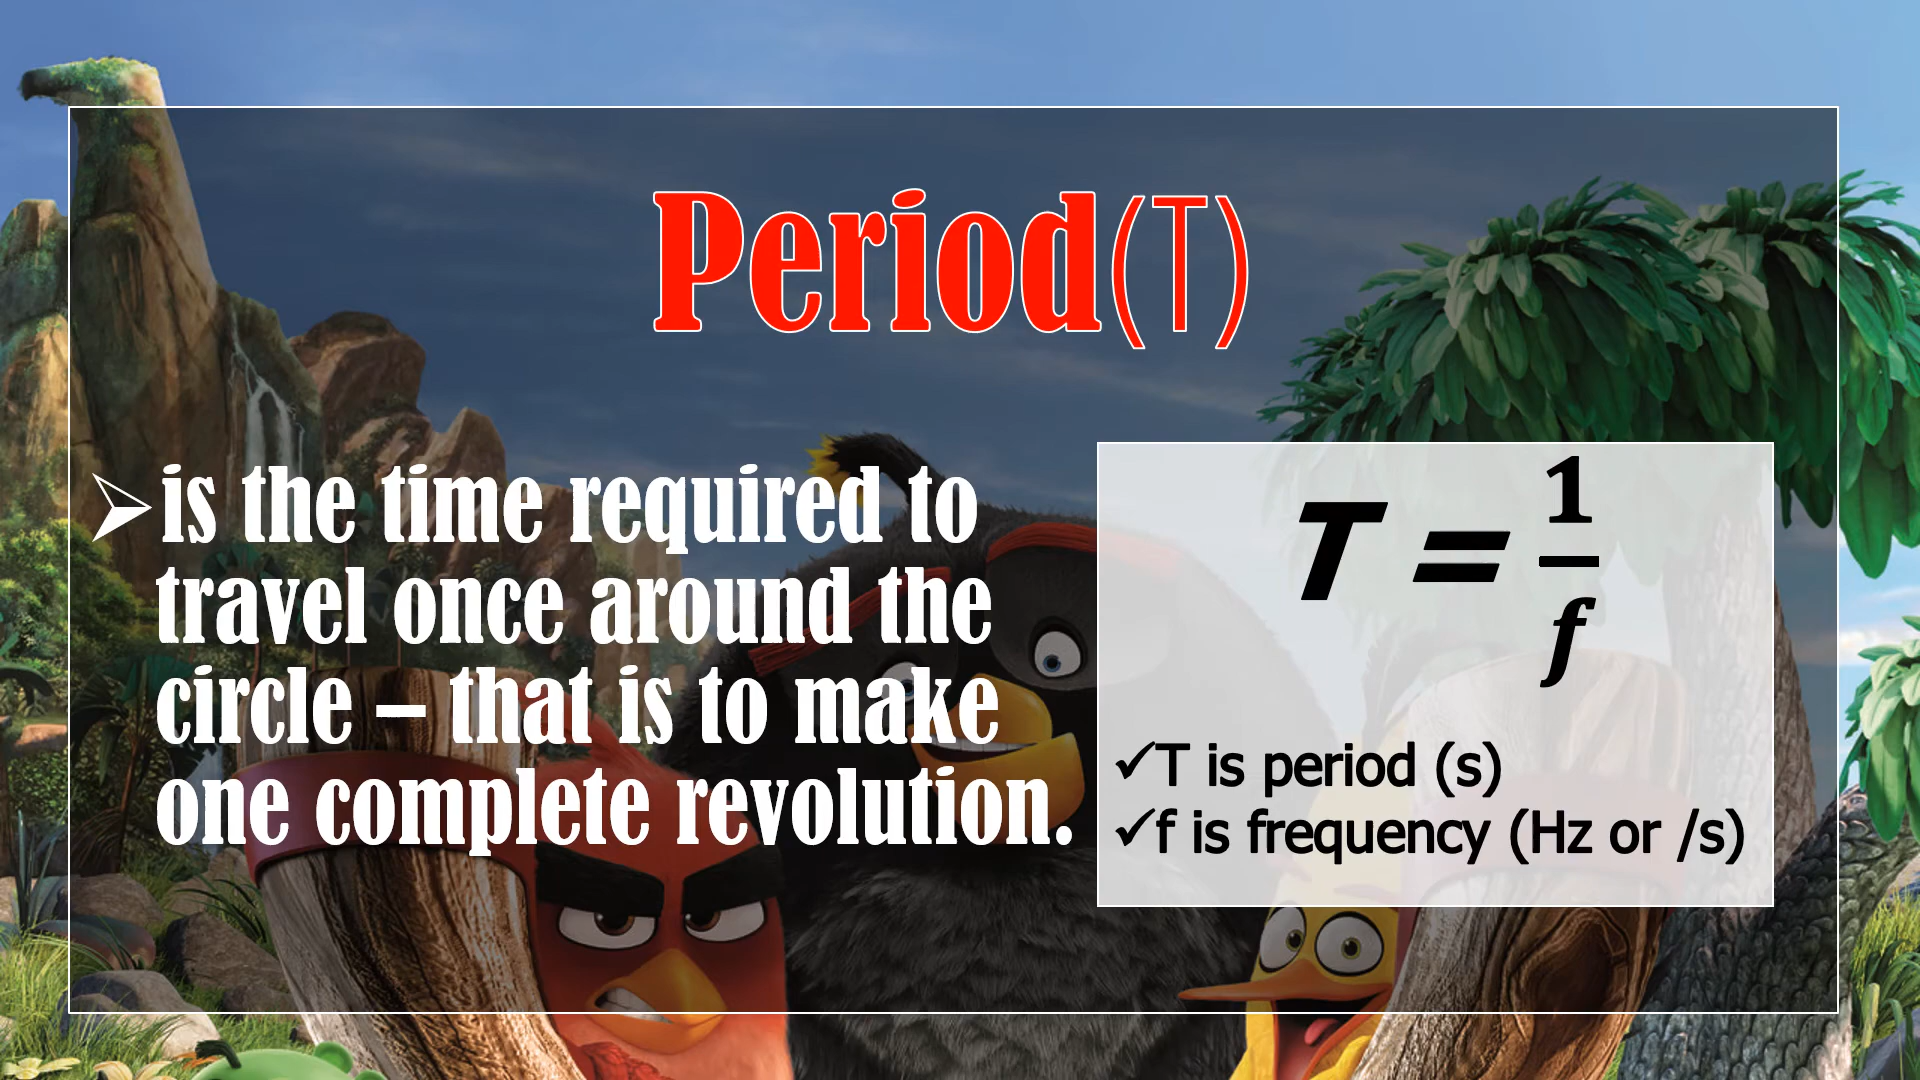 Period(T)
➢is the time required to
travel once around the
circle – that is to make
one complete revolution.
T = 1/f
✓T is period (s)
✓f is frequency (Hz or /s)